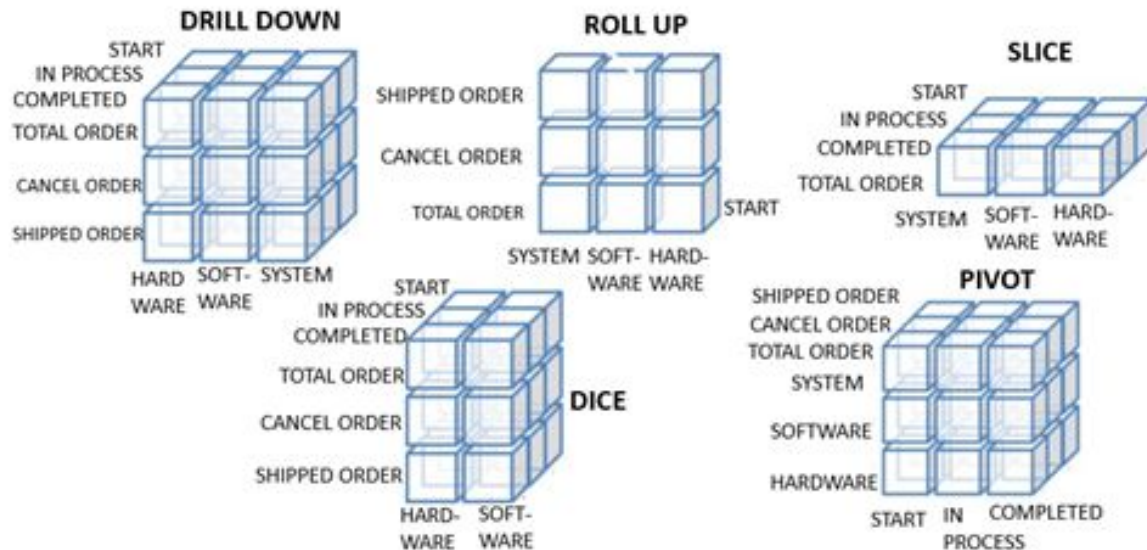 DRILL DOWN
START
IN PROCESS
COMPLETED
TOTAL ORDER
CANCEL ORDER
SHIPPED ORDER
HARD
WARE
SOFT-
WARE
SYSTEM
ROLL UP
SHIPPED ORDER
CANCEL ORDER
TOTAL ORDER
START
SYSTEM
SOFT-
WARE
HARD-
WARE
SLICE
START
IN PROCESS
COMPLETED
TOTAL ORDER
SYSTEM
SOFT-
WARE
HARD-
WARE
DICE
START
IN PROCESS
COMPLETED
TOTAL ORDER
CANCEL ORDER
SHIPPED ORDER
HARD-
WARE
SOFT-
WARE
PIVOT
SHIPPED ORDER
CANCEL ORDER
TOTAL ORDER
SYSTEM
SOFTWARE
HARDWARE
START
IN
PROCESS
COMPLETED